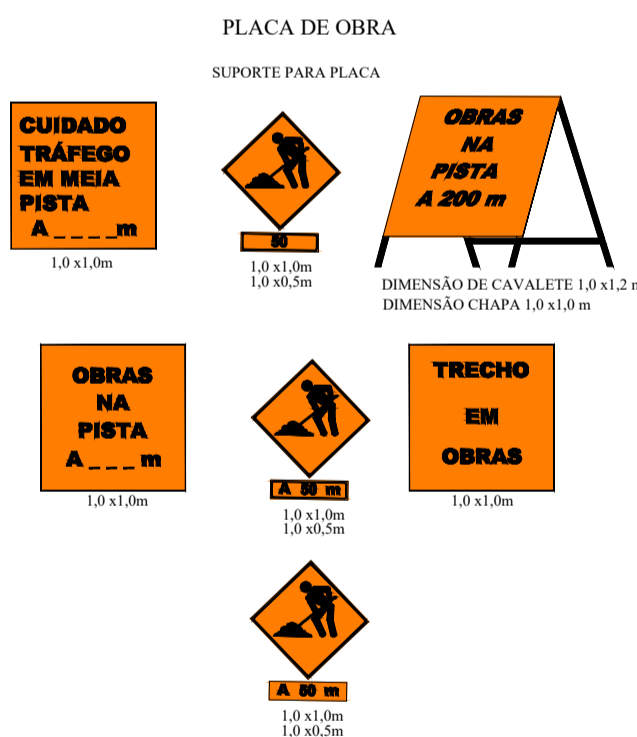 PLACA DE OBRA
SUPORTE PARA PLACA
CUIDADO
TRÁFEGO
EM MEIA
PISTA
A _ _ _ _m
1,0 x1,0m
50
1,0 x1,0m
1,0 x0,5m
OBRAS
NA
PISTA
A 200 m
DIMENSÃO DE CAVALETE 1,0 x1,2 m
DIMENSÃO CHAPA 1,0 x1,0 m
OBRAS
NA
PISTA
A _ _ _ m
1,0 x1,0m
A 50 m
1,0 x1,0m
1,0 x0,5m
TRECHO
EM
OBRAS
1,0 x1,0m
A 50 m
1,0 x1,0m
1,0 x0,5m